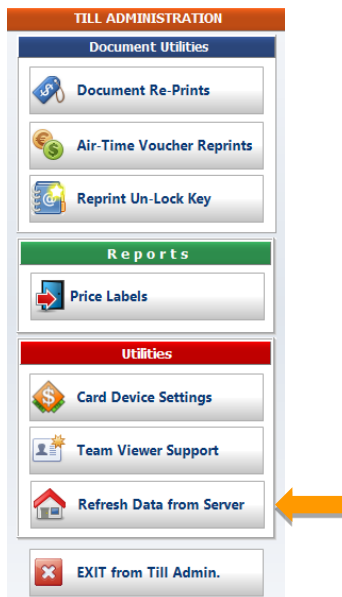 TILL ADMINISTRATION
Document Utilities
Document Re-Prints
Air-Time Voucher Reprints
Reprint Un-Lock Key
Reports
Price Labels
Utilities
Card Device Settings
Team Viewer Support
Refresh Data from Server
EXIT from Till Admin.